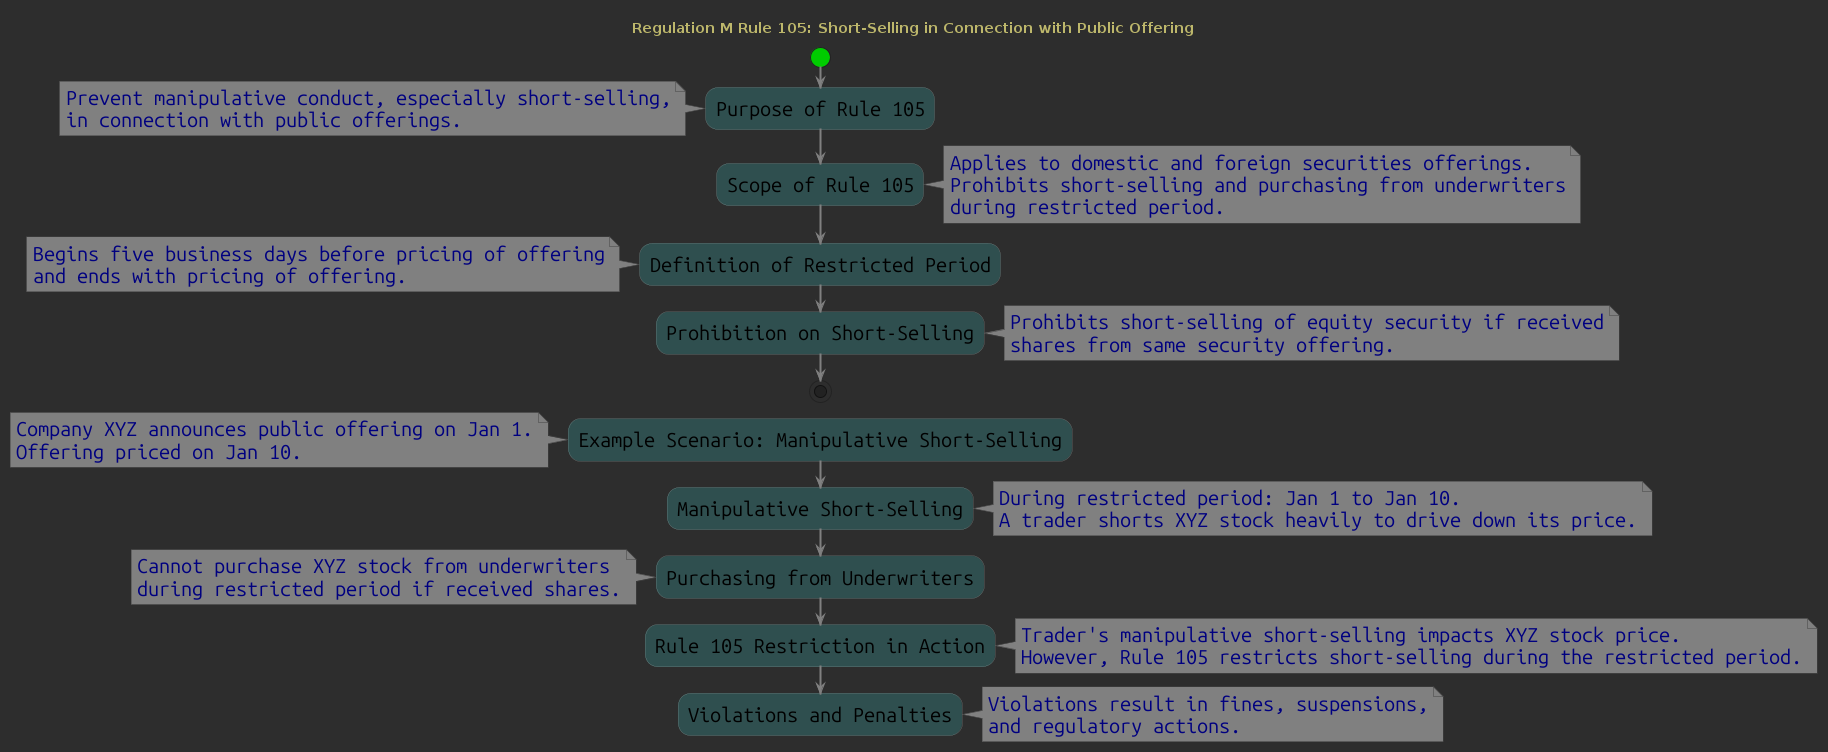 Regulation M Rule 105: Short-Selling in Connection with Public Offering
Prevent manipulative conduct, especially short-selling,
in connection with public offerings.
Purpose of Rule 105
Scope of Rule 105
Applies to domestic and foreign securities offerings.
Prohibits short-selling and purchasing from underwriters
during restricted period.
Begins five business days before pricing of offering
and ends with pricing of offering.
Definition of Restricted Period
Prohibition on Short-Selling
Prohibits short-selling of equity security if received
shares from same security offering.
Company XYZ announces public offering on Jan 1.
Offering priced on Jan 10.
Example Scenario: Manipulative Short-Selling
Manipulative Short-Selling
During restricted period: Jan 1 to Jan 10.
A trader shorts XYZ stock heavily to drive down its price.
Cannot purchase XYZ stock from underwriters
during restricted period if received shares.
Purchasing from Underwriters
Rule 105 Restriction in Action
Trader's manipulative short-selling impacts XYZ stock price.
However, Rule 105 restricts short-selling during the restricted period.
Violations and Penalties
Violations result in fines, suspensions,
and regulatory actions.